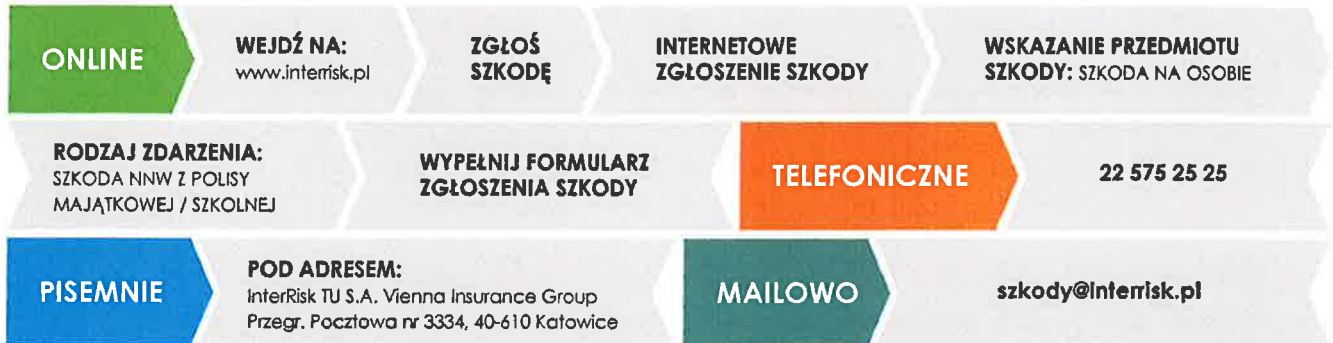 ONLINE
WEJDŹ NA:
www.interrisk.pl
ZGŁOŚ
SZKODĘ
INTERNETOWE
ZGŁOSZENIE SZKODY
WSKAZANIE PRZEDMIOTU
SZKODY: SZKODA NA OSOBIE
RODZAJ ZDARZENIA:
SZKODA NNW Z POLISY
MAJĄTKOWEJ / SZKOLNEJ
WYPEŁNIJ FORMULARZ
ZGŁOSZENIA SZKODY
TELEFONICZNE
22 575 25 25
PISEMNIE
POD ADRESEM:
InterRisk TU S.A. Vienna Insurance Group
Przegr. Pocztowa nr 3334, 40-610 Katowice
MAILOWO
szkody@interrisk.pl